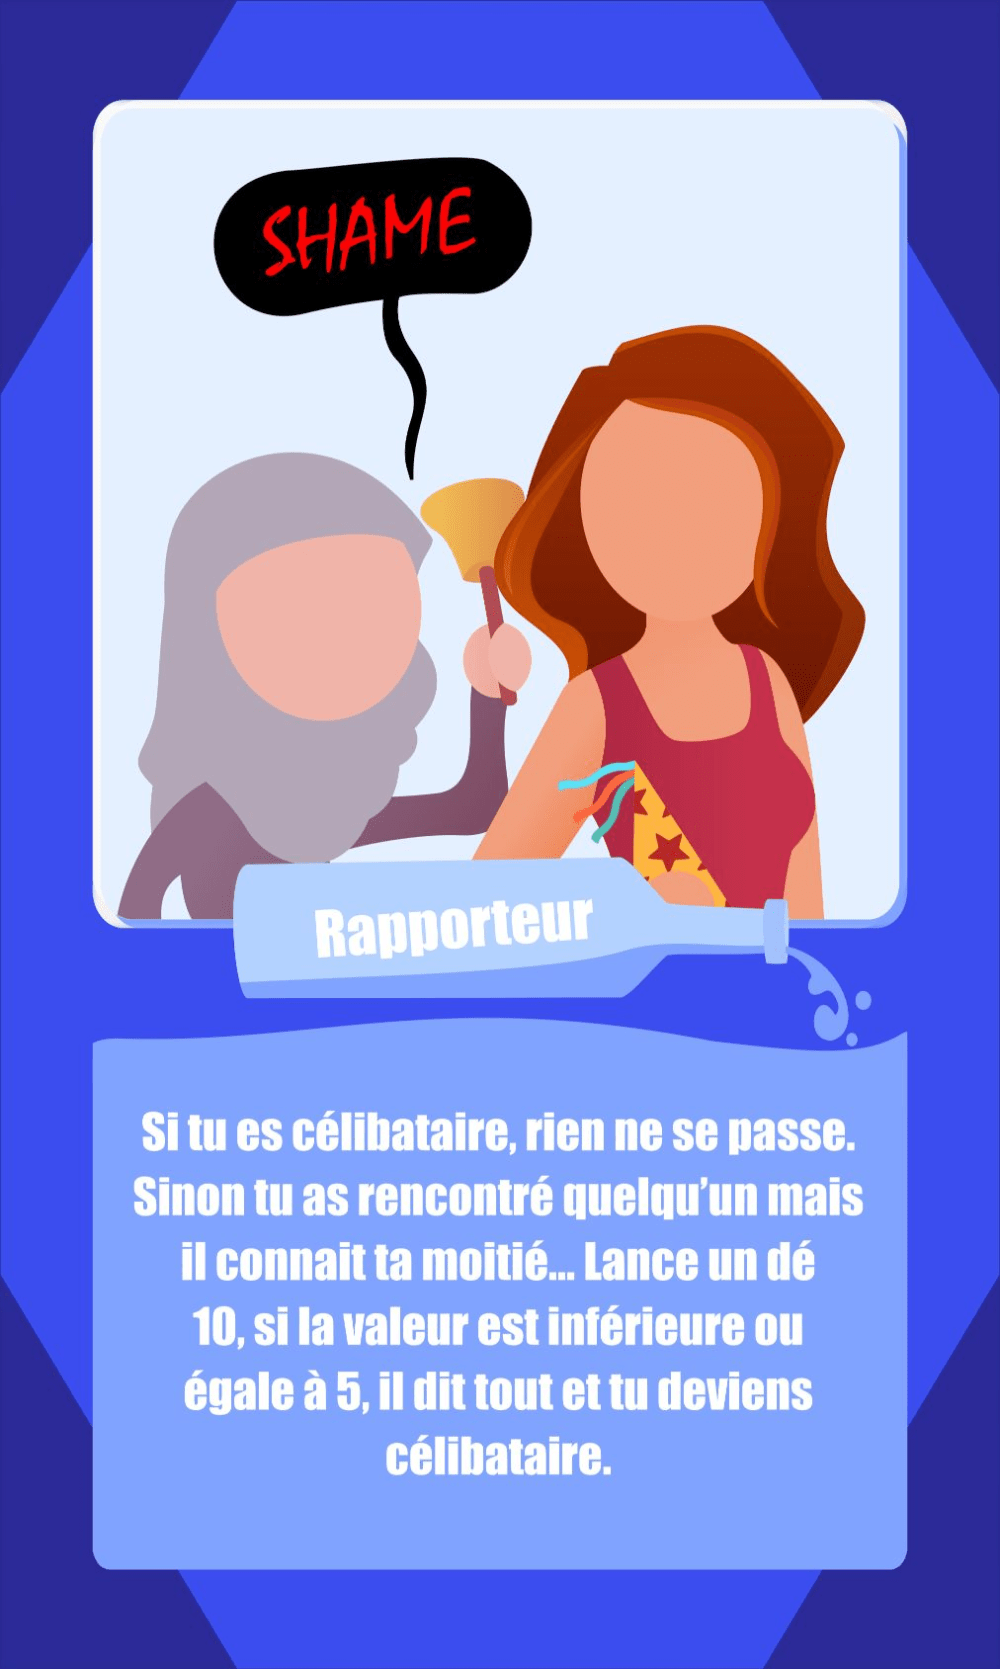 SHAME
Rapporteur
Si tu es célibataire, rien ne se passe.
Sinon tu as rencontré quelqu’un mais
il connait ta moitié... Lance un dé
10, si la valeur est inférieure ou
égale à 5, il dit tout et tu deviens
célibataire.